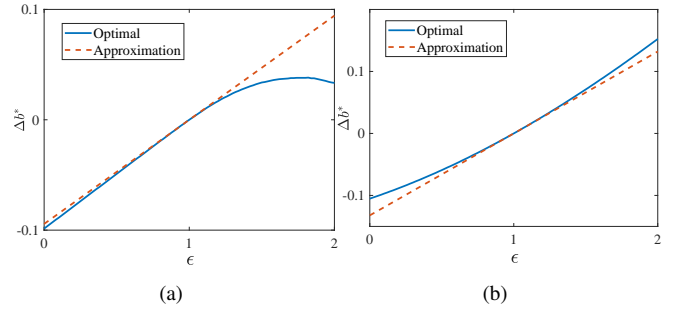 0.1
Optimal
Approximation
Δb*
0
-0.1
0
1
2
ϵ
(a)
Optimal
Approximation
0.1
Δb*
0
-0.1
0
1
2
ϵ
(b)